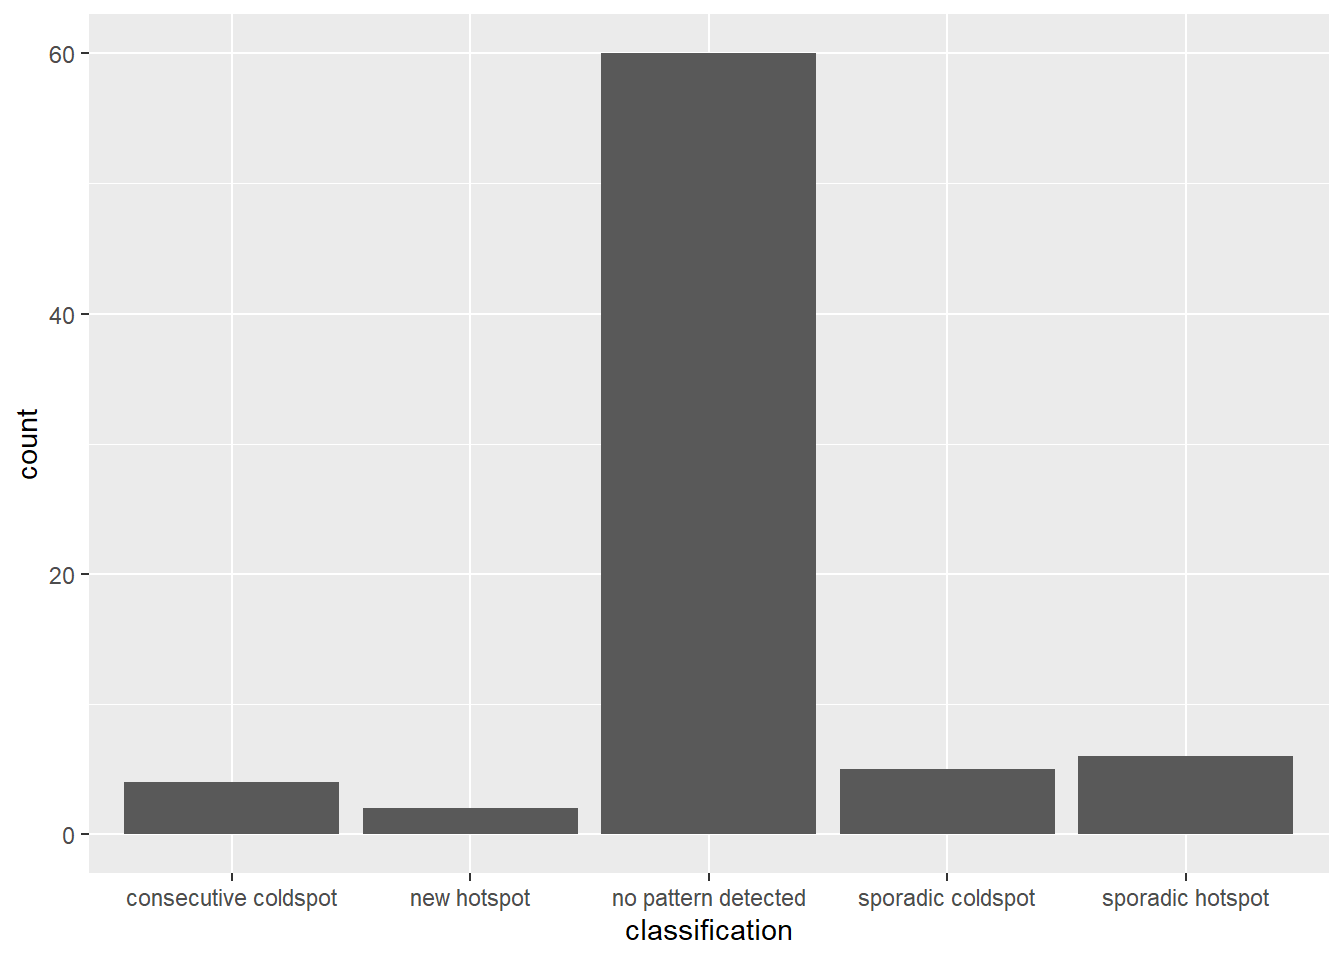 60
40
20
0
count
consecutive coldspot
new hotspot
no pattern detected
sporadic coldspot
sporadic hotspot
classification